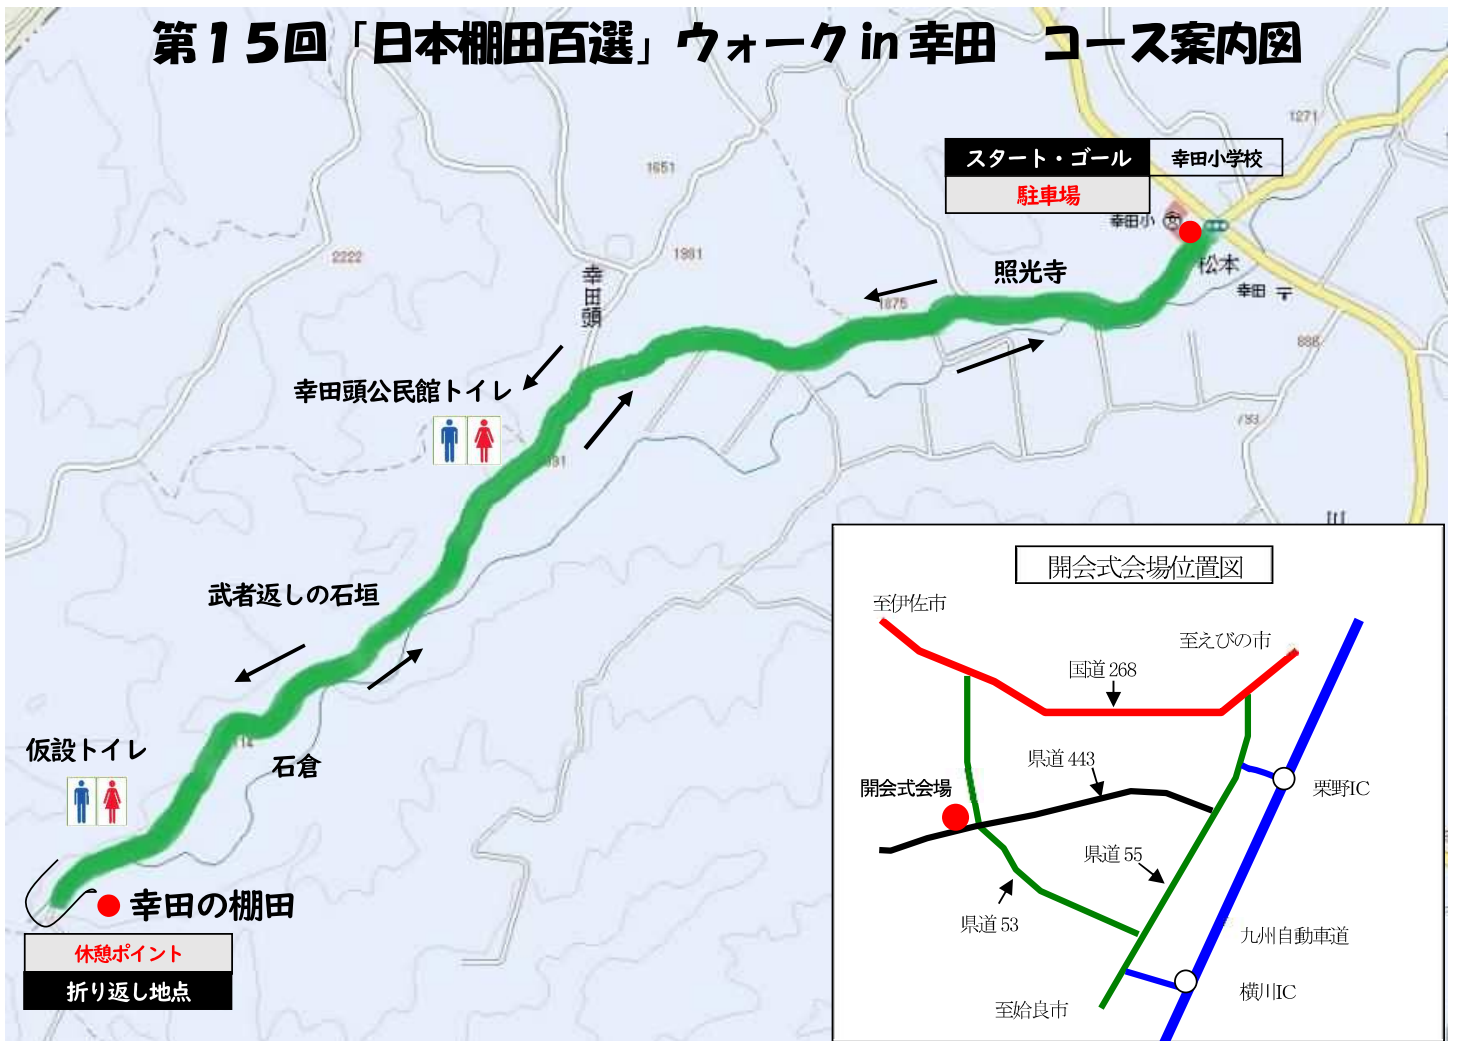 第１５回「日本棚田百選」ウォーク in 幸田　コース案内図
1271
スタート・ゴール
幸田小学校
駐車場
1651
幸田小
文
2222
1981
照光寺
松本
幸田 〒
幸田頭
1875
888
幸田頭公民館トイレ
783
武者返しの石垣
仮設トイレ
石倉
幸田の棚田
休憩ポイント
折り返し地点
開会式会場位置図
至伊佐市
至えびの市
国道 268
県道 443
開会式会場
栗野IC
県道 55
県道 53
九州自動車道
横川IC
至姶良市